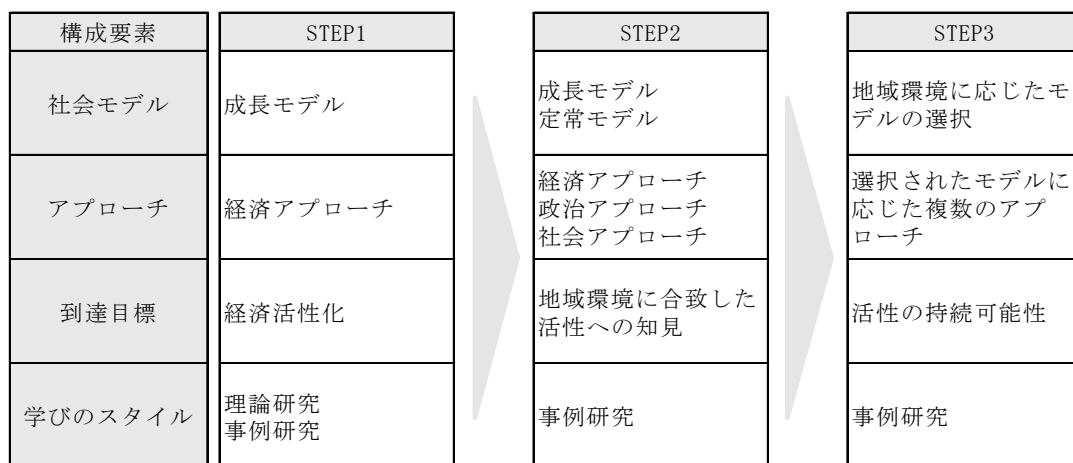 構成要素
STEP1
STEP2
STEP3
社会モデル
成長モデル
成長モデル
定常モデル
地域環境に応じたモ
デルの選択
アプローチ
経済アプローチ
経済アプローチ
政治アプローチ
社会アプローチ
選択されたモデルに
応じた複数のアプ
ローチ
到達目標
経済活性化
地域環境に合致した
活性への知見
活性の持続可能性
学びのスタイル
理論研究
事例研究
事例研究
事例研究